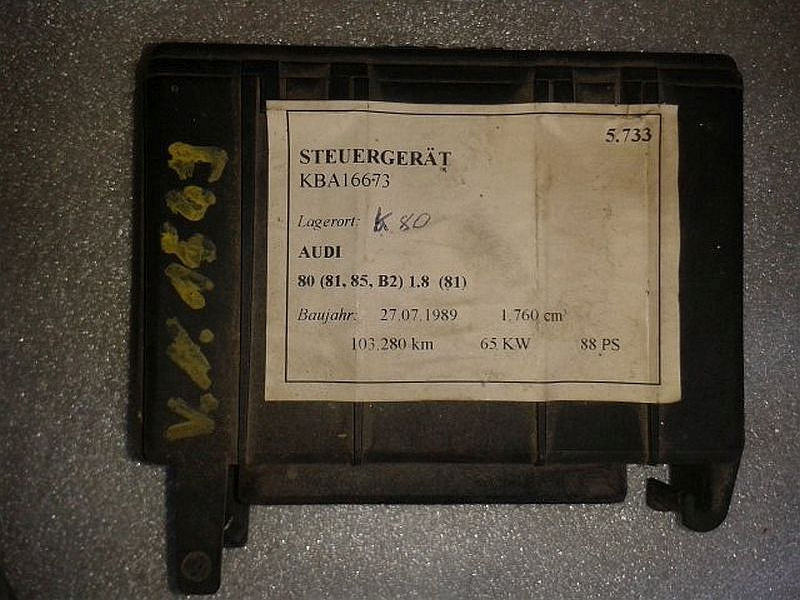 5.733
STEUERGERÄT
KBA16673
Lagerort: K 80
AUDI
80 (81, 85, B2) 1.8 (81)
Baujahr: 27.07.1989 1.760 cm³
103.280 km 65 KW 88 PS